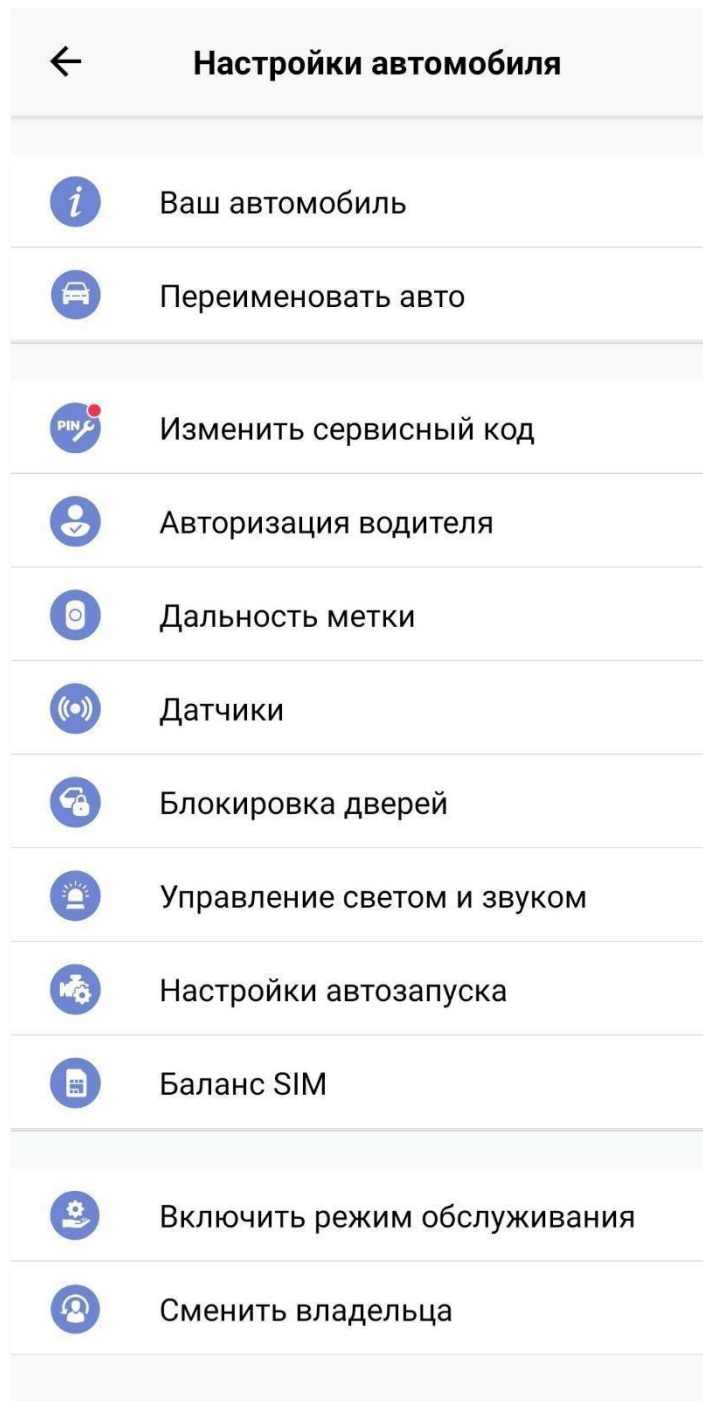 Настройки автомобиля
Ваш автомобиль
Переименовать авто
PIN
Изменить сервисный код
Авторизация водителя
Дальность метки
Датчики
Блокировка дверей
Управление светом и звуком
Настройки автозапуска
Баланс SIM
Включить режим обслуживания
Сменить владельца